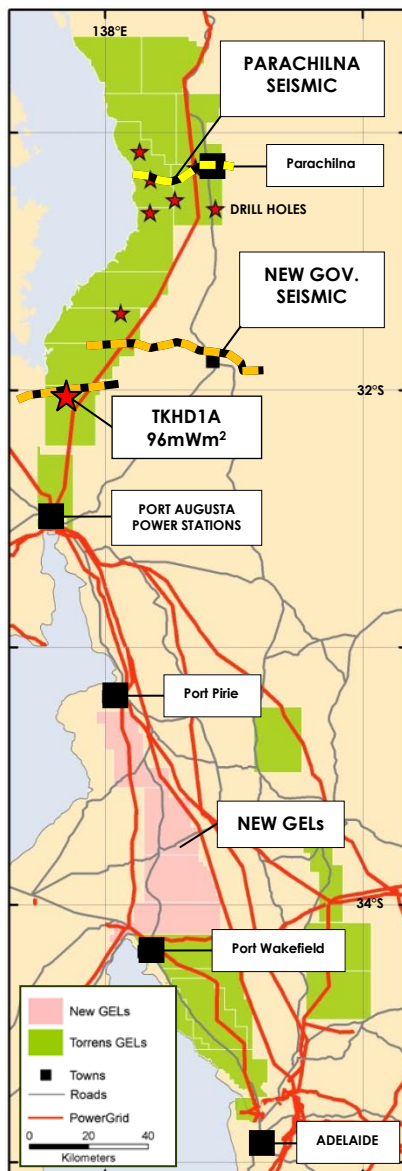 138°E
PARACHILNA
SEISMIC
Parachilna
DRILL HOLES
NEW GOV.
SEISMIC
32°S
TKHD1A
96mWm²
PORT AUGUSTA
POWER STATIONS
Port Pirie
NEW GELs
34°S
Port Wakefield
New GELs
Torrens GELs
Towns
Roads
PowerGrid
0 20 40
Kilometers
ADELAIDE